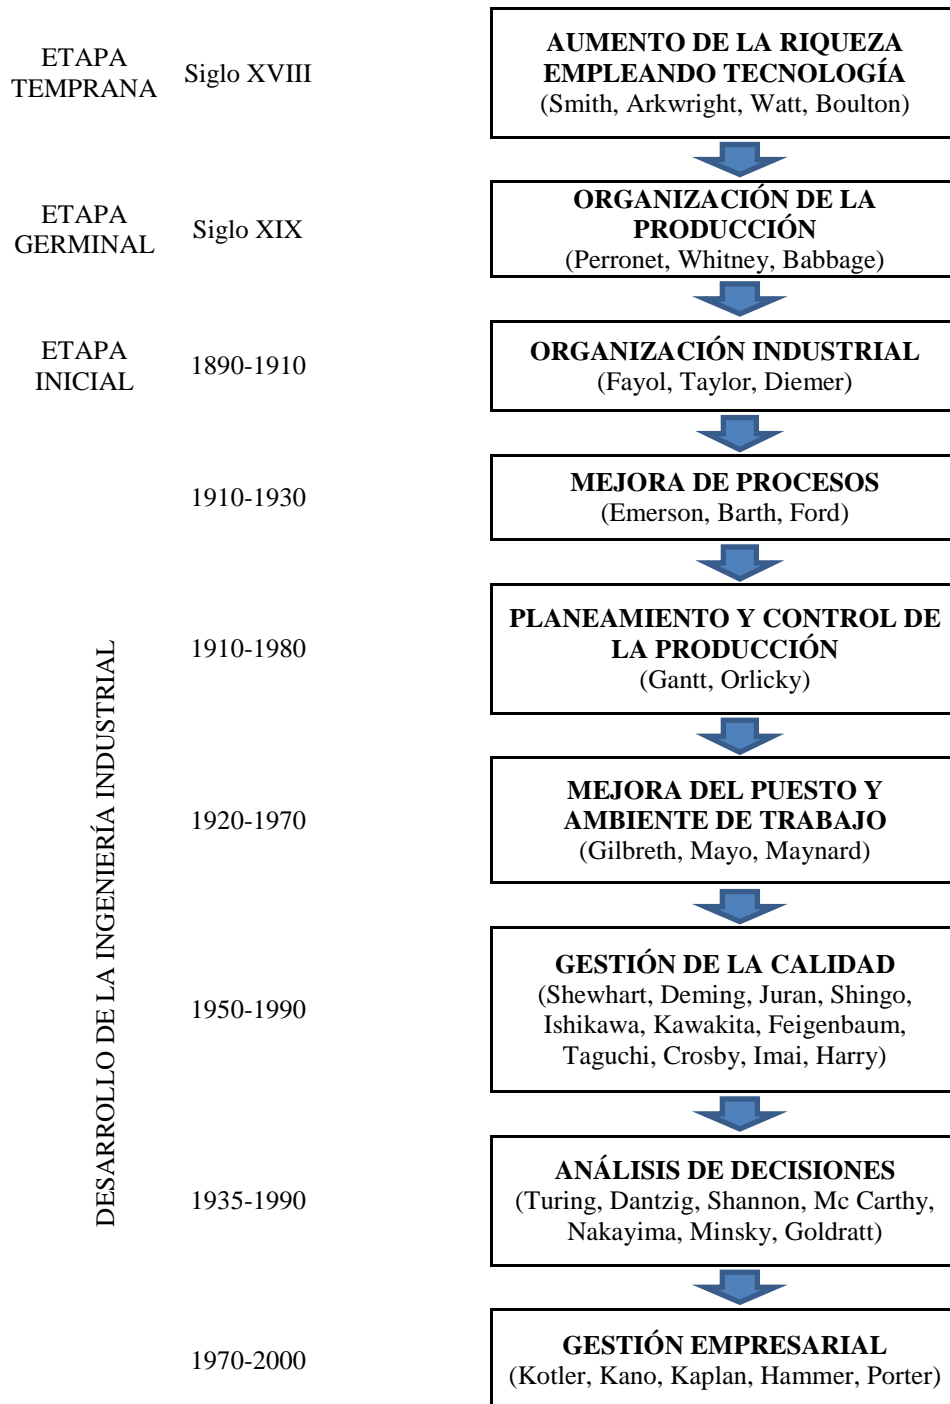 ETAPA
TEMPRANA
Siglo XVIII
AUMENTO DE LA RIQUEZA
EMPLEANDO TECNOLOGÍA
(Smith, Arkwright, Watt, Boulton)
ETAPA
GERMINAL
Siglo XIX
ORGANIZACIÓN DE LA
PRODUCCIÓN
(Perronet, Whitney, Babbage)
ETAPA
INICIAL
1890-1910
ORGANIZACIÓN INDUSTRIAL
(Fayol, Taylor, Diemer)
DESARROLLO DE LA INGENIERÍA INDUSTRIAL
1910-1930
MEJORA DE PROCESOS
(Emerson, Barth, Ford)
1910-1980
PLANEAMIENTO Y CONTROL DE
LA PRODUCCIÓN
(Gantt, Orlicky)
1920-1970
MEJORA DEL PUESTO Y
AMBIENTE DE TRABAJO
(Gilbreth, Mayo, Maynard)
1950-1990
GESTIÓN DE LA CALIDAD
(Shewhart, Deming, Juran, Shingo,
Ishikawa, Kawakita, Feigenbaum,
Taguchi, Crosby, Imai, Harry)
1935-1990
ANÁLISIS DE DECISIONES
(Turing, Dantzig, Shannon, Mc Carthy,
Nakayima, Minsky, Goldratt)
1970-2000
GESTIÓN EMPRESARIAL
(Kotler, Kano, Kaplan, Hammer, Porter)